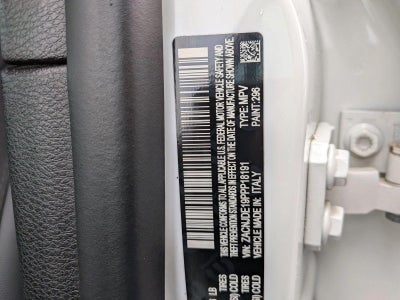 THIS VEHICLE CONFORMS TO ALL APPLICABLE U.S. FEDERAL MOTOR VEHICLE SAFETY AND
THEFT PREVENTION STANDARDS IN EFFECT ON THE DATE OF MANUFACTURE SHOWN ABOVE.
VIN: ZACNJDE19PPP18191 TYPE: MPV
VEHICLE MADE IN: ITALY PAINT: 296
LB
TIRES
COLD
TIRES
COLD